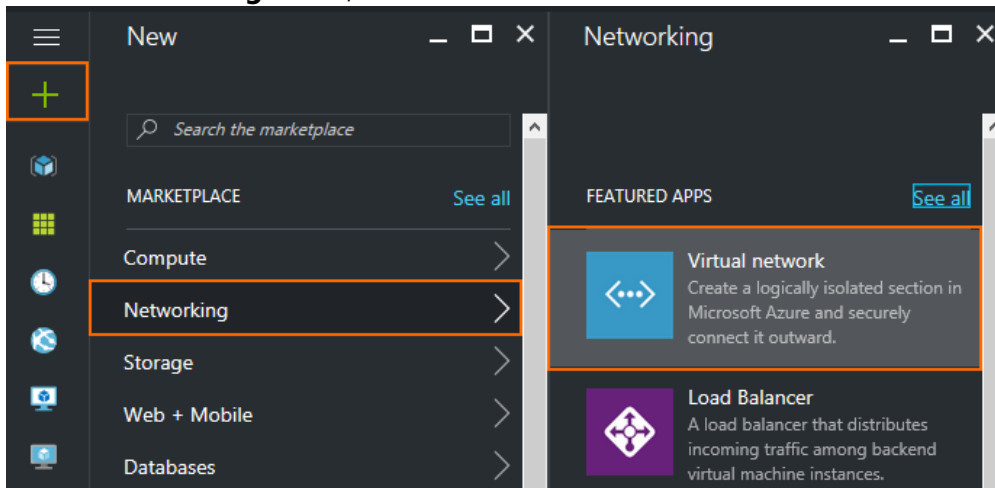 New
Search the marketplace
MARKETPLACE See all
Compute
Networking
Storage
Web + Mobile
Databases
Networking
FEATURED APPS See all
Virtual network
Create a logically isolated section in
Microsoft Azure and securely
connect it outward.
Load Balancer
A load balancer that distributes
incoming traffic among backend
virtual machine instances.